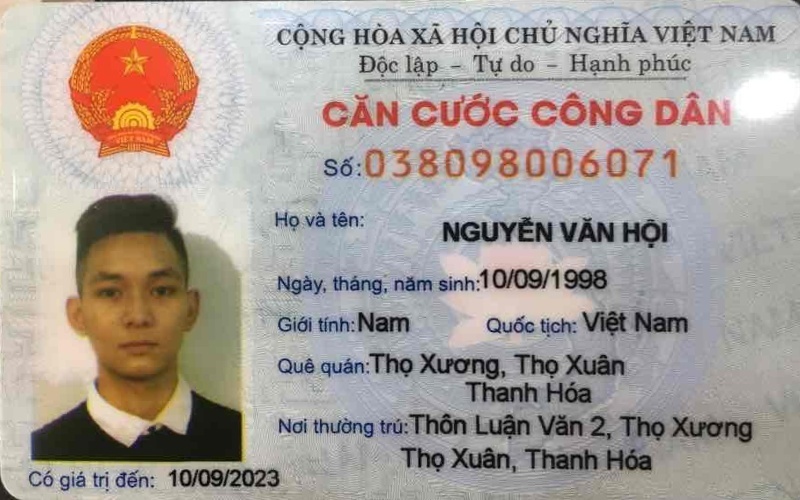 CỘNG HÒA XÃ HỘI CHỦ NGHĨA VIỆT NAM
Độc lập – Tự do – Hạnh phúc
CĂN CƯỚC CÔNG DÂN
Số: 038098006071
Họ và tên: NGUYỄN VĂN HỘI
Ngày, tháng, năm sinh: 10/09/1998
Giới tính: Nam Quốc tịch: Việt Nam
Quê quán: Thọ Xương, Thọ Xuân
Thanh Hóa
Nơi thường trú: Thôn Luận Văn 2, Thọ Xương
Thọ Xuân, Thanh Hóa
Có giá trị đến: 10/09/2023
VIỆT NAM